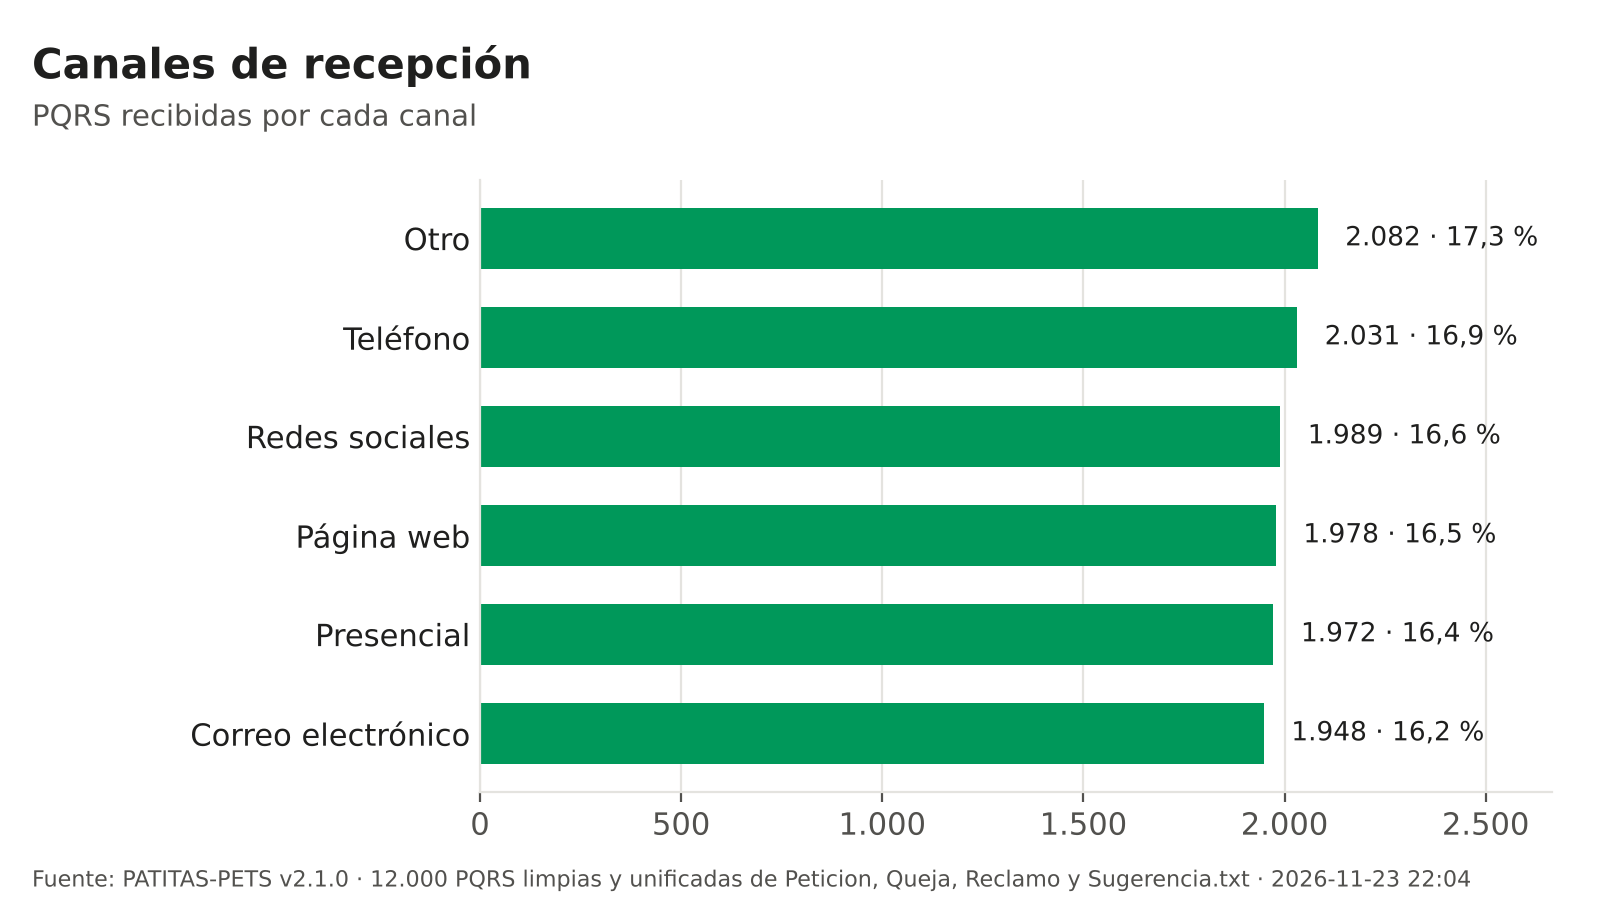 Canales de recepción
PQRS recibidas por cada canal
Otro 2.082 · 17,3 %
Teléfono 2.031 · 16,9 %
Redes sociales 1.989 · 16,6 %
Página web 1.978 · 16,5 %
Presencial 1.972 · 16,4 %
Correo electrónico 1.948 · 16,2 %
0 500 1.000 1.500 2.000 2.500
Fuente: PATITAS-PETS v2.1.0 · 12.000 PQRS limpias y unificadas de Peticion, Queja, Reclamo y Sugerencia.txt · 2026-11-23 22:04